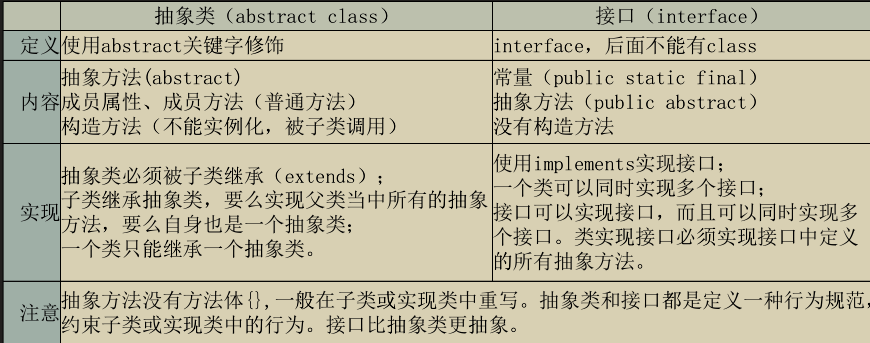 抽象类（abstract class）
接口（interface）
定义
使用abstract关键字修饰
interface，后面不能有class
内容
抽象方法(abstract)
成员属性、成员方法（普通方法）
构造方法（不能实例化，被子类调用）
常量（public static final）
抽象方法（public abstract）
没有构造方法
实现
抽象类必须被子类继承（extends）；
子类继承抽象类，要么实现父类当中所有的抽象
方法，要么自身也是一个抽象类；
一个类只能继承一个抽象类。
使用implements实现接口；
一个类可以同时实现多个接口；
接口可以实现接口，而且可以同时实现多
个接口。类实现接口必须实现接口中定义
的所有抽象方法。
注意
抽象方法没有方法体{},一般在子类或实现类中重写。抽象类和接口都是定义一种行为规范，
约束子类或实现类中的行为。接口比抽象类更抽象。